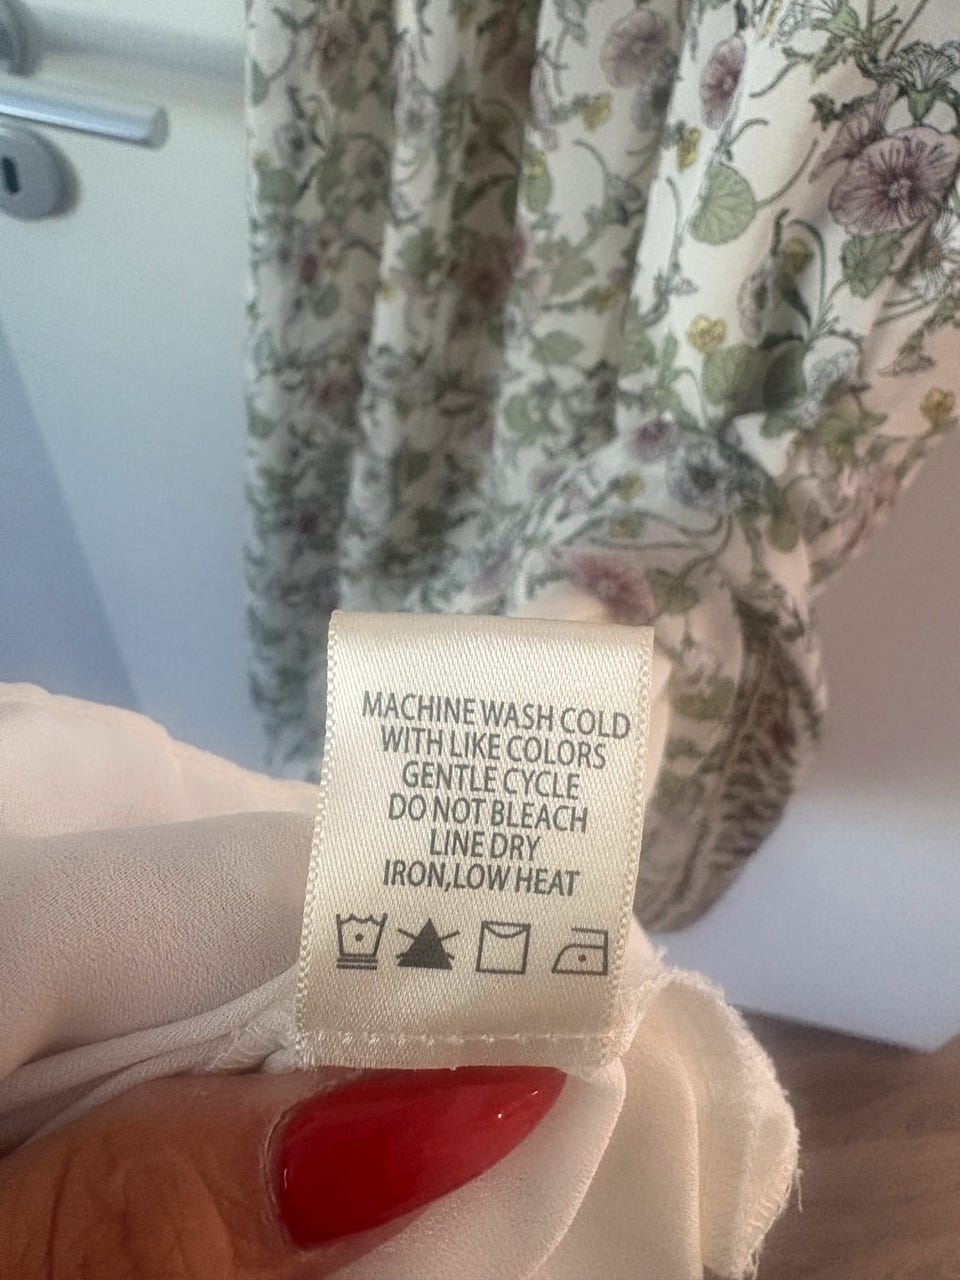 MACHINE WASH COLD
WITH LIKE COLORS
GENTLE CYCLE
DO NOT BLEACH
LINE DRY
IRON,LOW HEAT